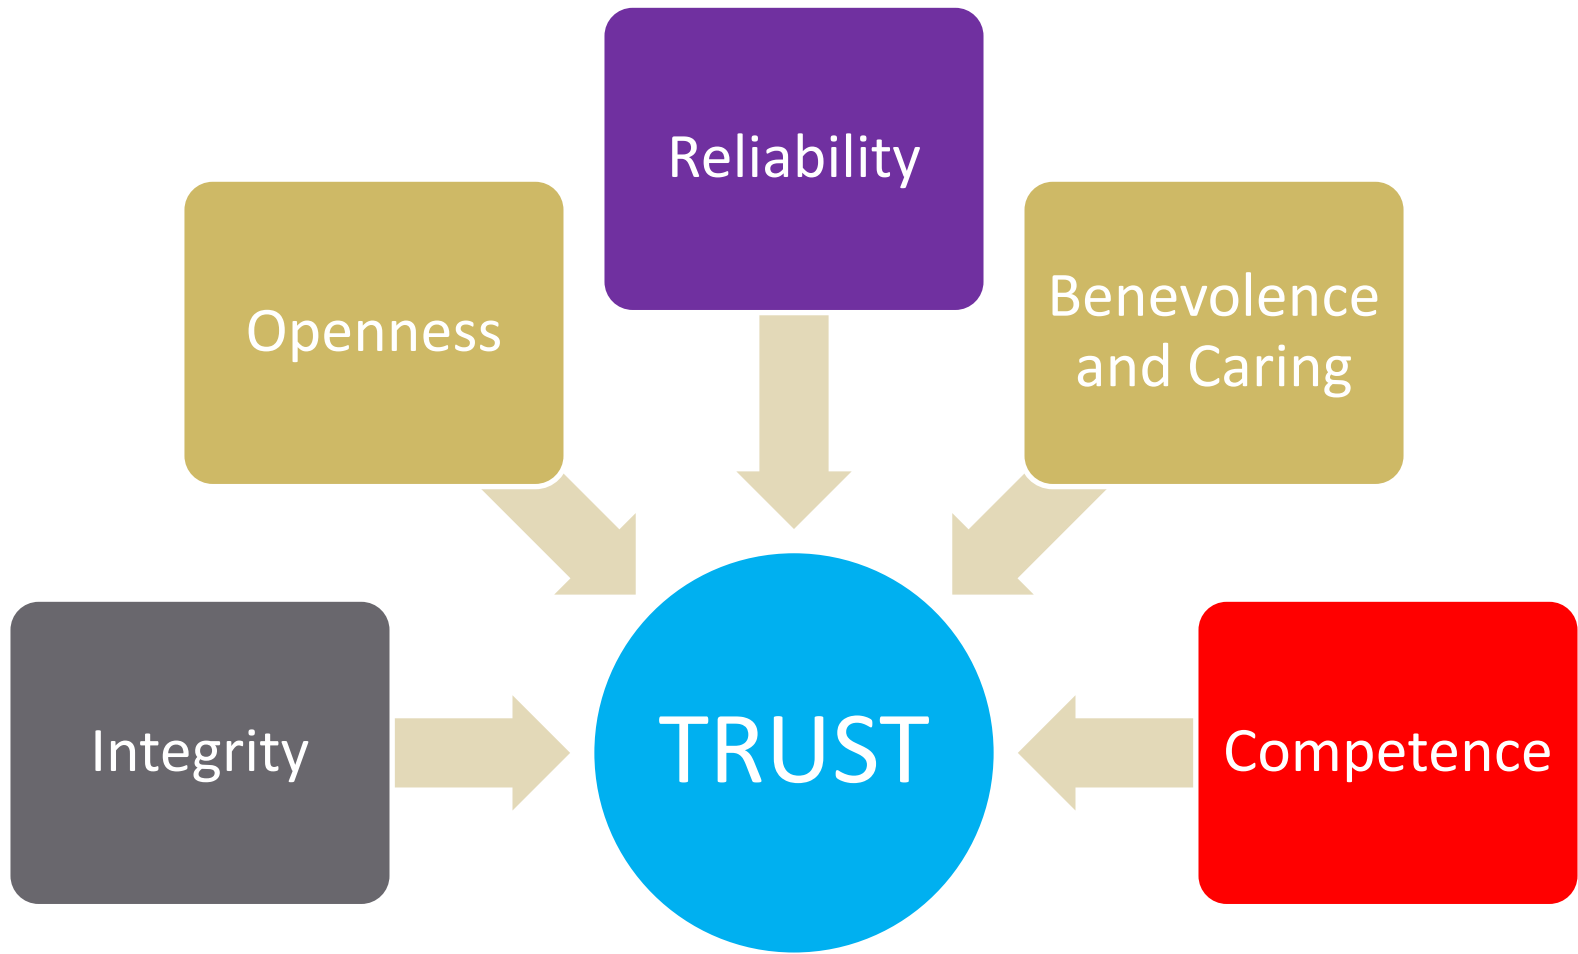 Reliability
Openness
Benevolence
and Caring
Integrity
TRUST
Competence